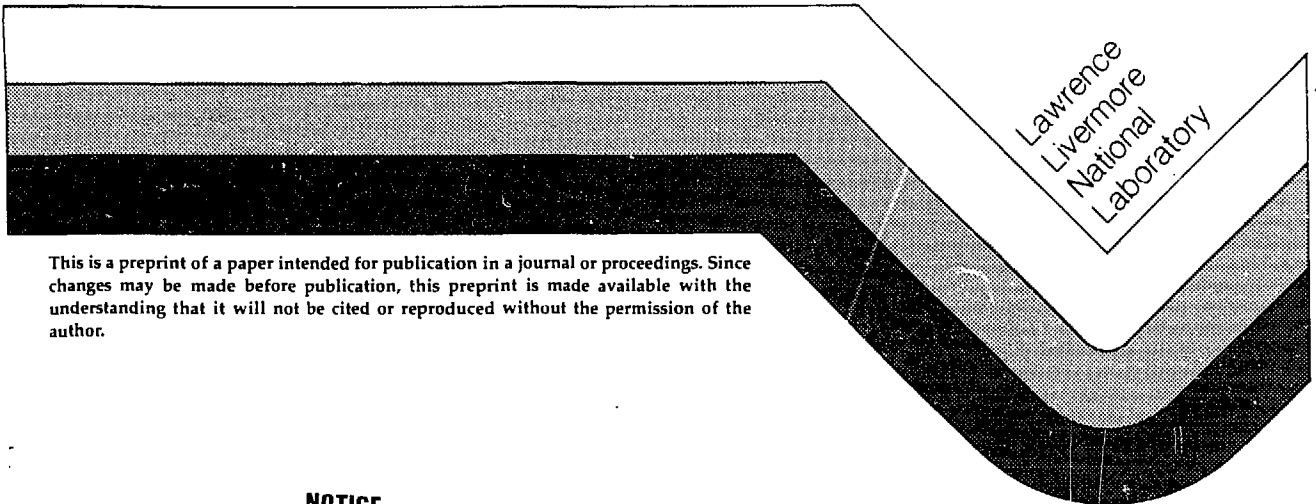 Lawrence
Livermore
National
Laboratory
This is a preprint of a paper intended for publication in a journal or proceedings. Since
changes may be made before publication, this preprint is made available with the
understanding that it will not be cited or reproduced without the permission of the
author.
NOTICE